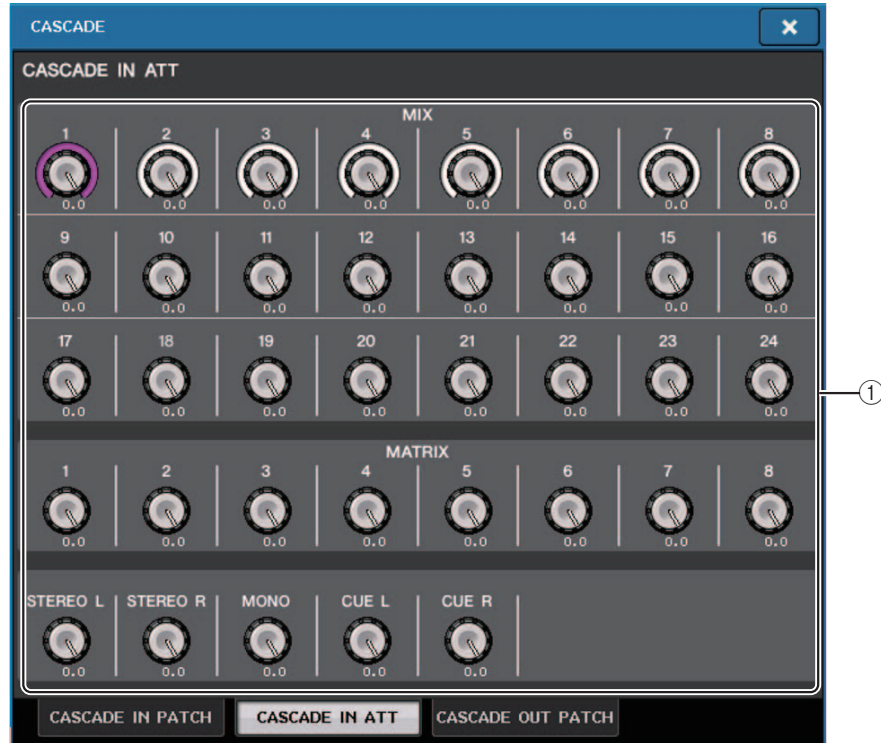 CASCADE
CASCADE IN ATT
MIX
1 2 3 4 5 6 7 8
0.0 0.0 0.0 0.0 0.0 0.0 0.0 0.0
9 10 11 12 13 14 15 16
0.0 0.0 0.0 0.0 0.0 0.0 0.0 0.0
17 18 19 20 21 22 23 24
0.0 0.0 0.0 0.0 0.0 0.0 0.0 0.0
①
MATRIX
1 2 3 4 5 6 7 8
0.0 0.0 0.0 0.0 0.0 0.0 0.0 0.0
STEREO L STEREO R MONO CUE L CUE R
0.0 0.0 0.0 0.0 0.0
CASCADE IN PATCH CASCADE IN ATT CASCADE OUT PATCH